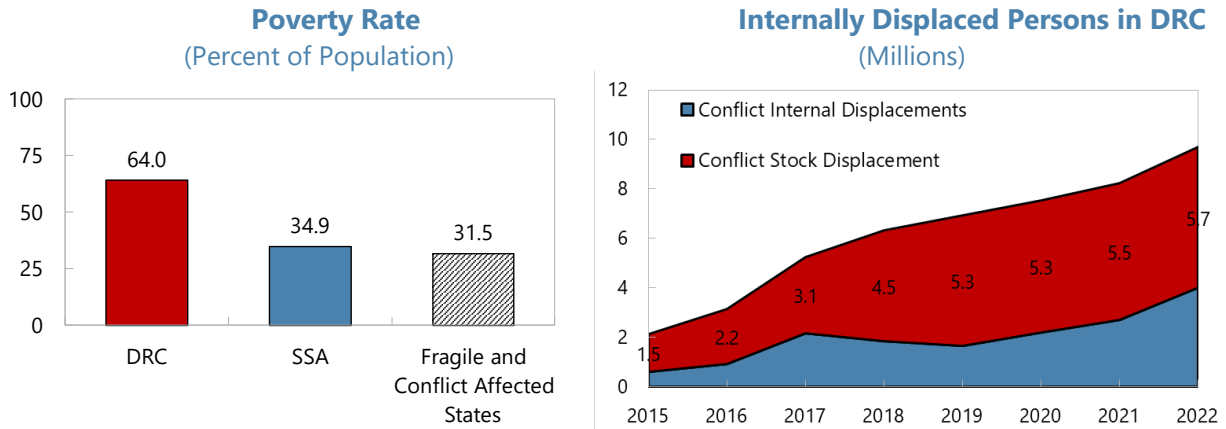 Poverty Rate
(Percent of Population)
100
75
50
25
0
64.0
34.9
31.5
DRC
SSA
Fragile and
Conflict Affected
States
Internally Displaced Persons in DRC
(Millions)
12
10
8
6
4
2
0
Conflict Internal Displacements
Conflict Stock Displacement
1.5
2.2
3.1
4.5
5.3
5.3
5.5
5.7
2015 2016 2017 2018 2019 2020 2021 2022